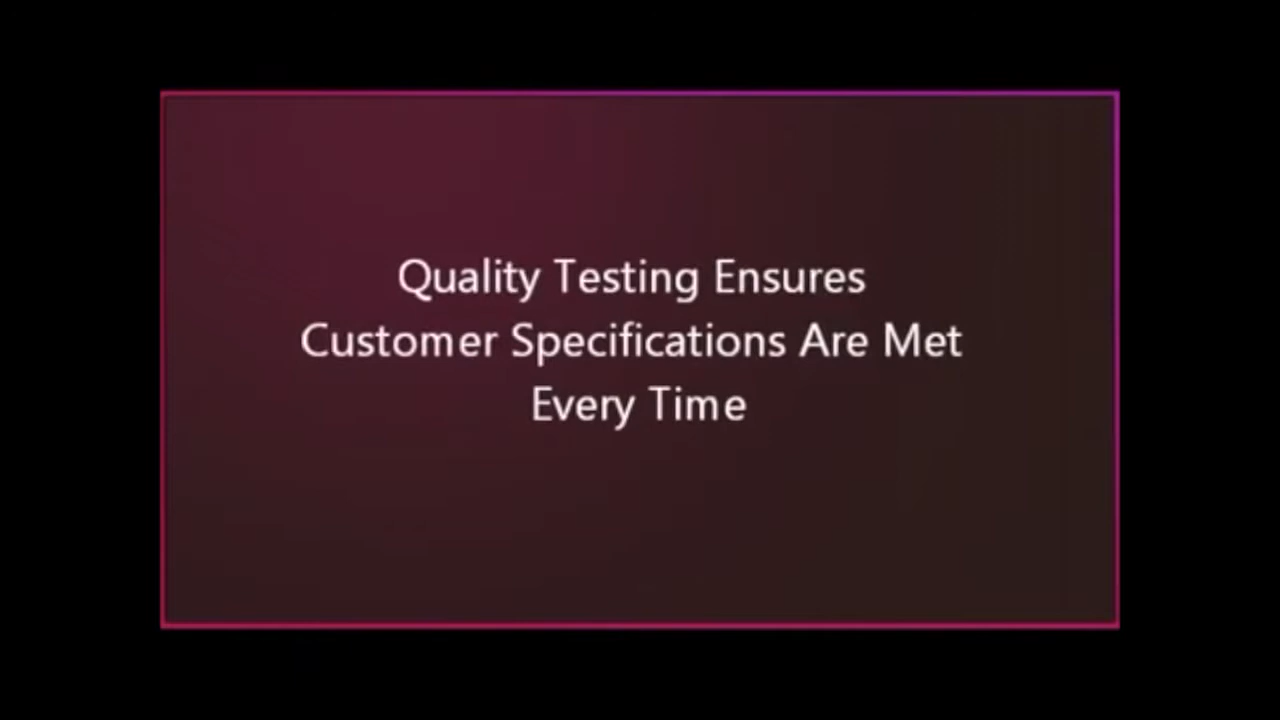 Quality Testing Ensures
Customer Specifications Are Met
Every Time